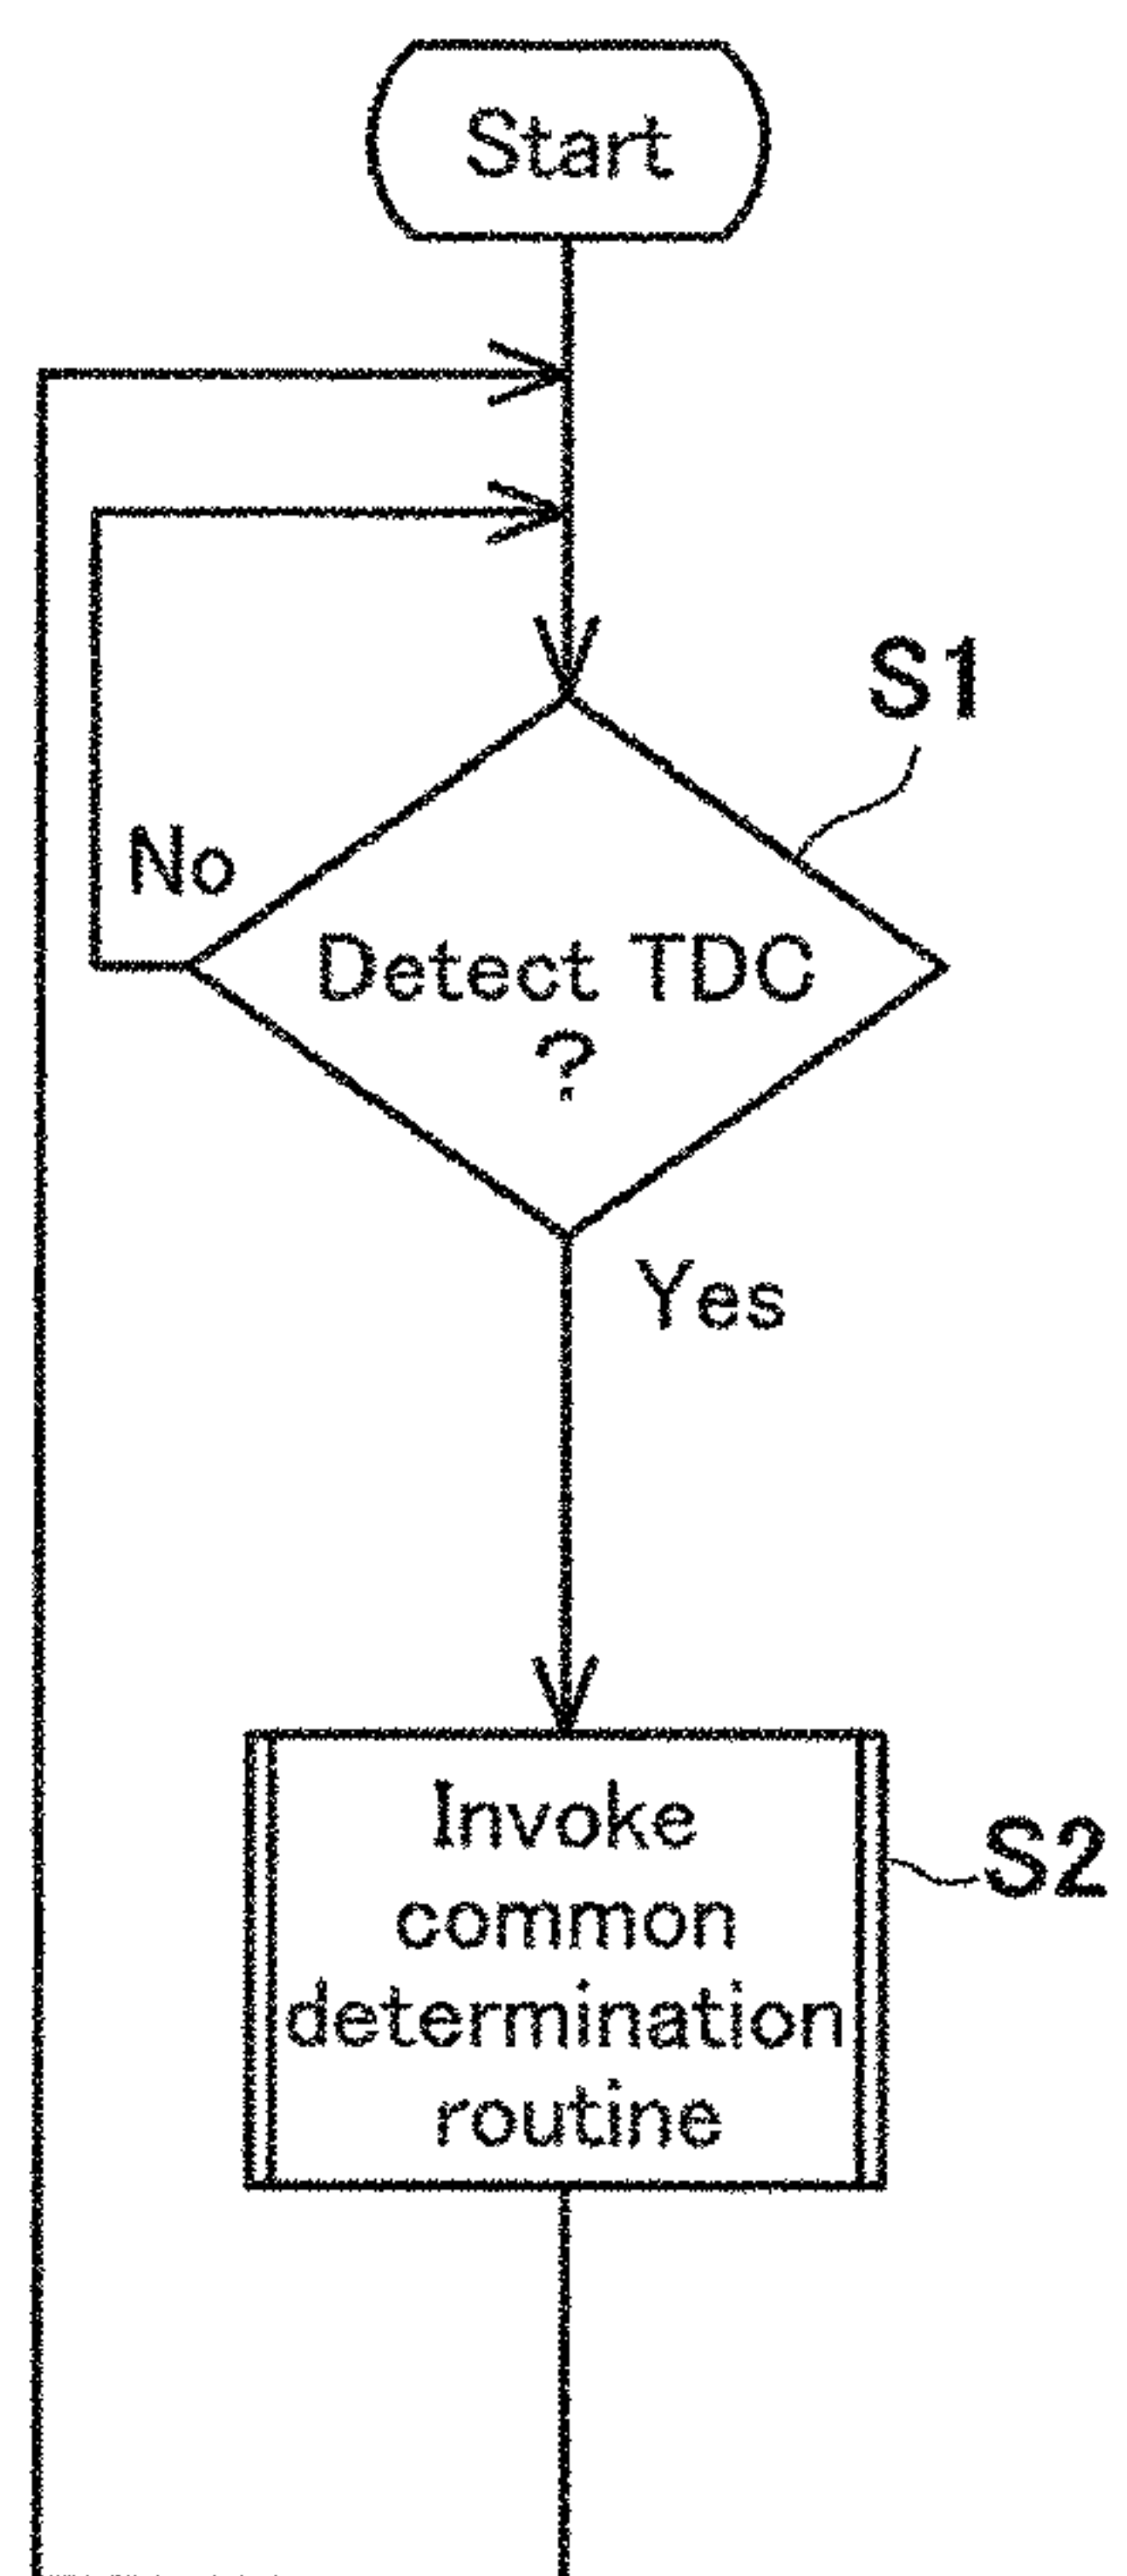 Start
S1
No
Detect TDC
?
Yes
Invoke
common
determination
routine
S2